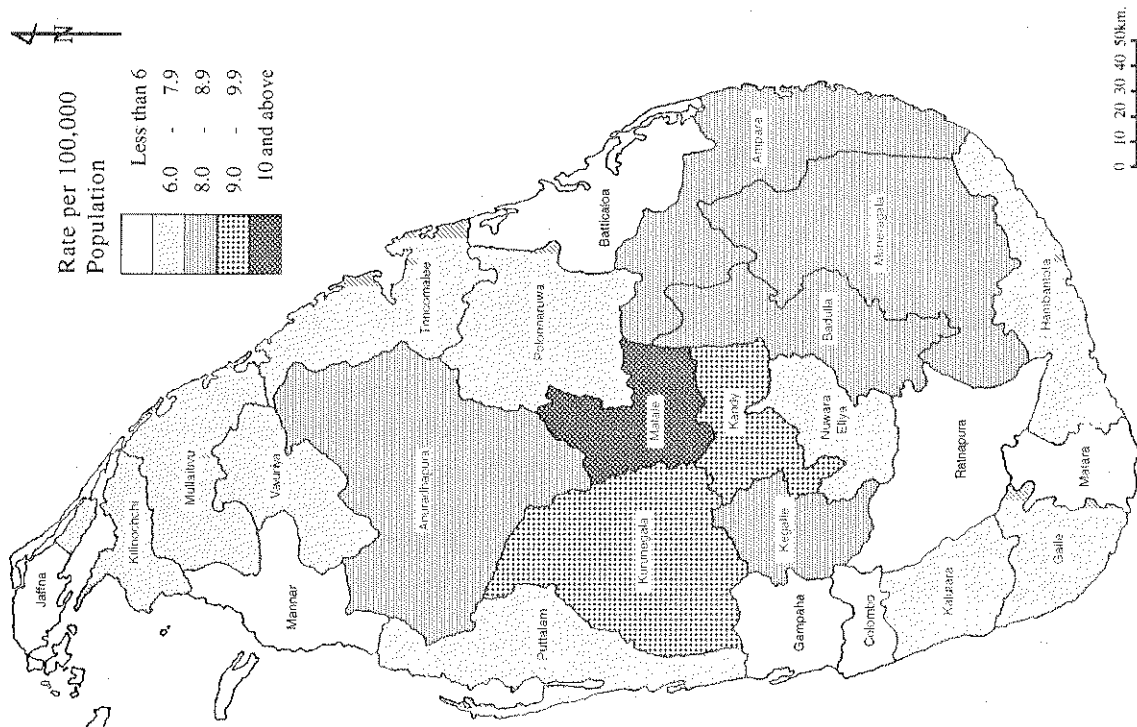 N
Rate per 100,000
Population
Less than 6
6.0 - 7.9
8.0 - 8.9
9.0 - 9.9
10 and above
Jaffna
Kilinochchi
Mullaitivu
Vavuniya
Mannar
Anuradhapura
Trincomalee
Polonnaruwa
Puttalam
Batticaloa
Kurunegala
Matale
Kandy
Ampara
Kegalle
Gampaha
Nuwara
Eliya
Badulla
Moneragala
Colombo
Ratnapura
Kalutara
Hambantota
Galle
Matara
0 10 20 30 40 50km.